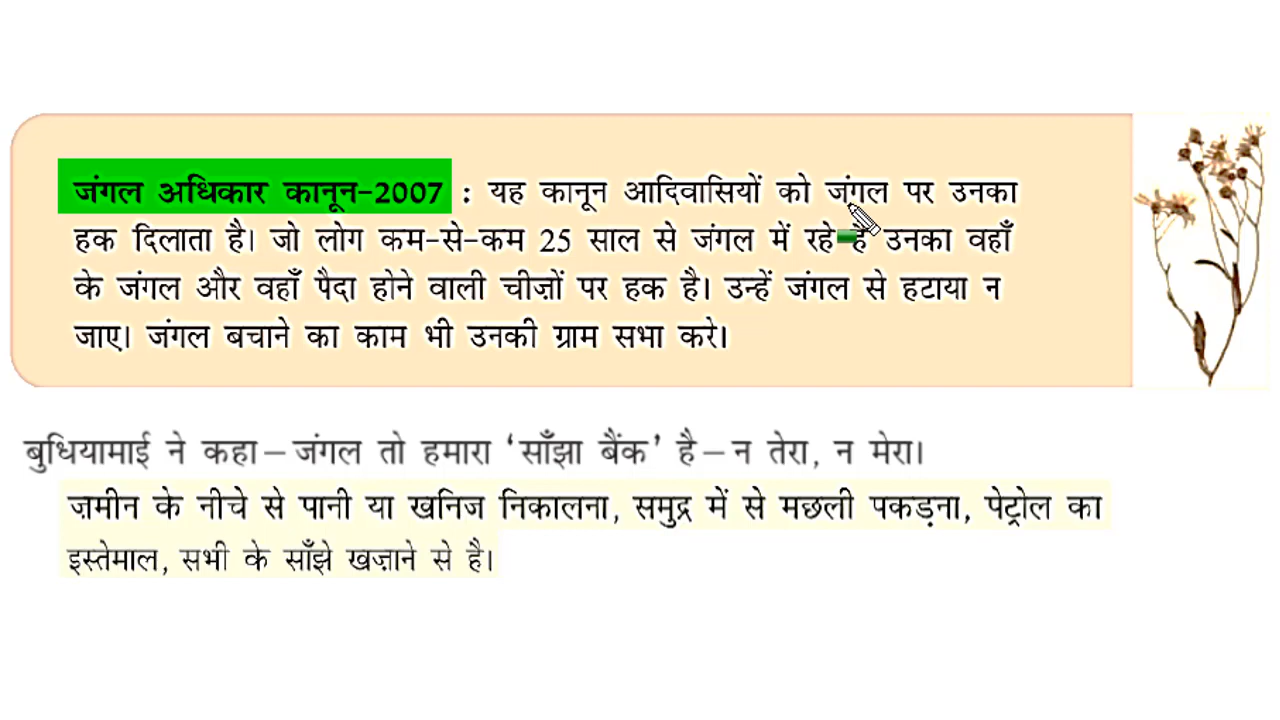 जंगल अधिकार कानून-2007 : यह कानून आदिवासियों को जंगल पर उनका
हक दिलाता है। जो लोग कम-से-कम 25 साल से जंगल में रहे हैं उनका वहाँ
के जंगल और वहाँ पैदा होने वाली चीज़ों पर हक है। उन्हें जंगल से हटाया न
जाए। जंगल बचाने का काम भी उनकी ग्राम सभा करे।
बुधियामाई ने कहा – जंगल तो हमारा ‘साँझा बैंक’ है – न तेरा, न मेरा।
ज़मीन के नीचे से पानी या खनिज निकालना, समुद्र में से मछली पकड़ना, पेट्रोल का
इस्तेमाल, सभी के साँझे खज़ाने से है।